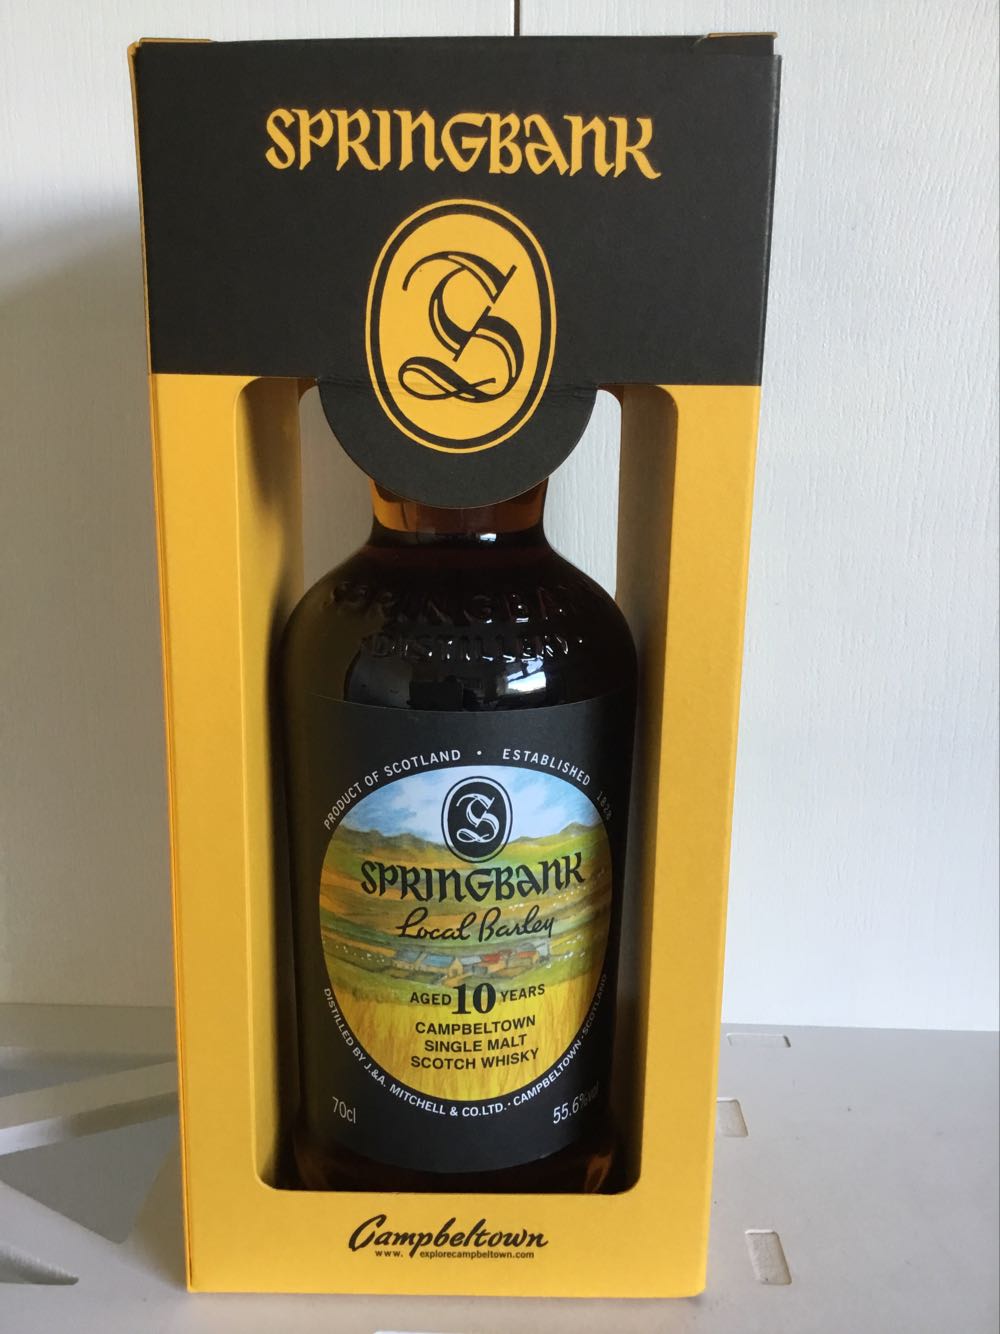 SPRINGBANK
S
SPRINGBANK
DISTILLERY
PRODUCT OF SCOTLAND • ESTABLISHED 1828
S
SPRINGBANK
Local Barley
AGED 10 YEARS
CAMPBELTOWN
SINGLE MALT
SCOTCH WHISKY
DISTILLED BY J.&A. MITCHELL & CO.LTD. · CAMPBELTOWN · SCOTLAND
70cl
55.6%vol
Campbeltown
www. explorecampbeltown.com